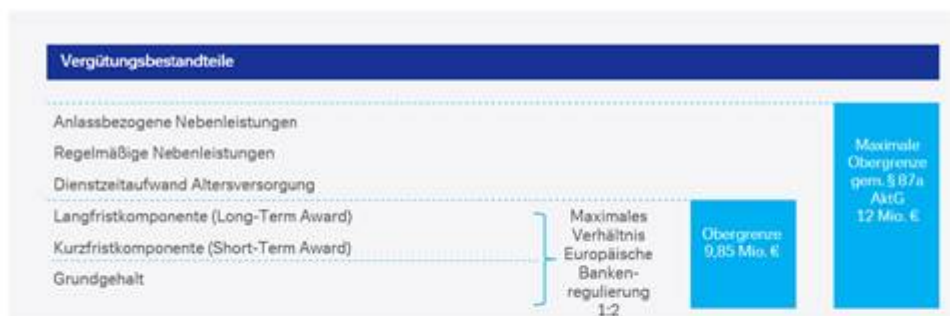 Vergütungsbestandteile
Anlassbezogene Nebenleistungen
Regelmäßige Nebenleistungen
Dienstzeitaufwand Altersversorgung
Langfristkomponente (Long-Term Award)
Kurzfristkomponente (Short-Term Award)
Grundgehalt
Maximales
Verhältnis
Europäische
Banken-
regulierung
1:2
Obergrenze
9,85 Mio. €
Maximale
Obergrenze
gem. § 87a
AktG
12 Mio. €